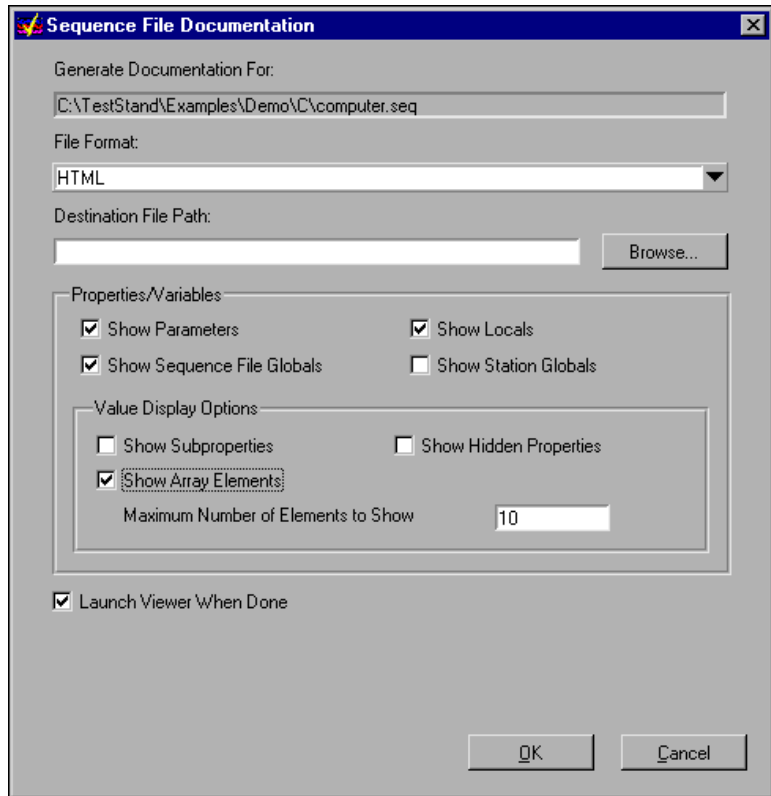 Sequence File Documentation
Generate Documentation For:
C:\TestStand\Examples\Demo\C\computer.seq
File Format:
HTML
Destination File Path:
Browse...
Properties/Variables
Show Parameters
Show Locals
Show Sequence File Globals
Show Station Globals
Value Display Options
Show Subproperties
Show Hidden Properties
Show Array Elements
Maximum Number of Elements to Show
10
Launch Viewer When Done
OK
Cancel